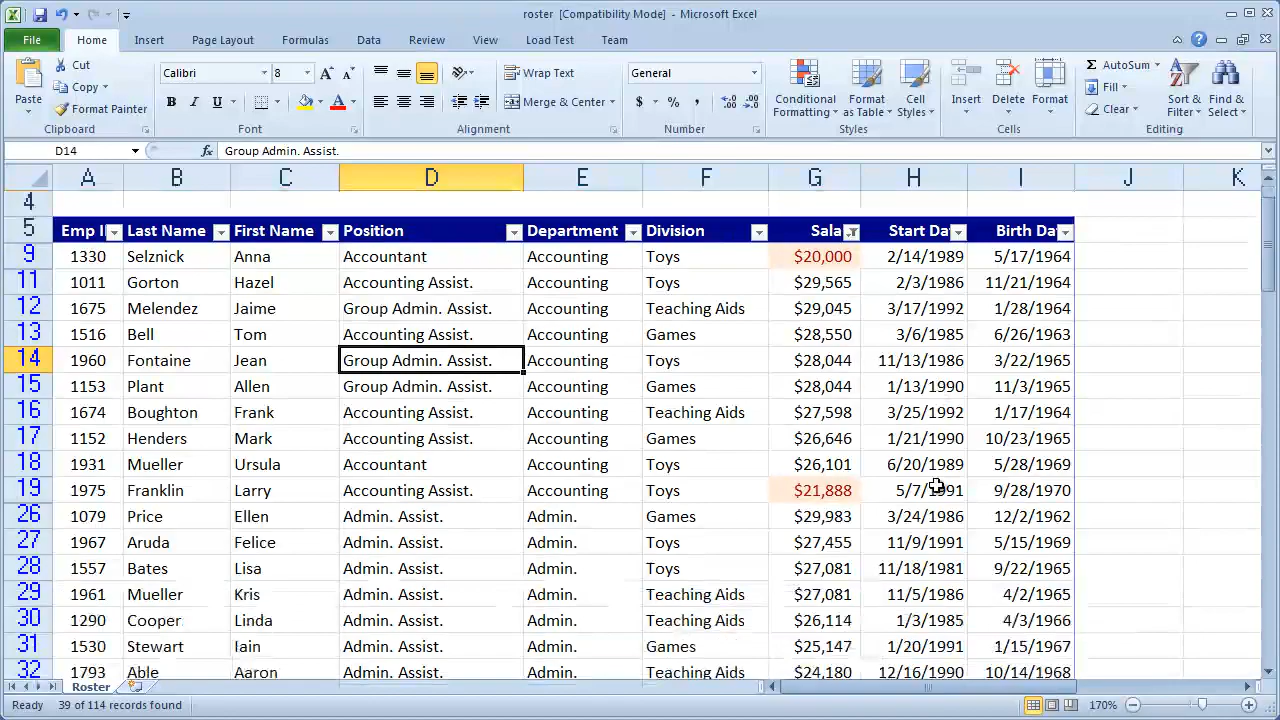 roster [Compatibility Mode] - Microsoft Excel
File Home Insert Page Layout Formulas Data Review View Load Test Team
Cut
Copy
Format Painter
Paste
Clipboard
Calibri 8
B I U
Font
Wrap Text
Merge & Center
Alignment
General
$ % ,
Number
Conditional Formatting
Format as Table
Cell Styles
Styles
Insert Delete Format
Cells
Σ AutoSum
Fill
Clear
Sort & Filter
Find & Select
Editing
D14 fx Group Admin. Assist.
A B C D E F G H I J K
4
5 Emp I Last Name First Name Position Department Division Sala Start Da Birth Da
9 1330 Selznick Anna Accountant Accounting Toys $20,000 2/14/1989 5/17/1964
11 1011 Gorton Hazel Accounting Assist. Accounting Toys $29,565 2/3/1986 11/21/1964
12 1675 Melendez Jaime Group Admin. Assist. Accounting Teaching Aids $29,045 3/17/1992 1/28/1964
13 1516 Bell Tom Accounting Assist. Accounting Games $28,550 3/6/1985 6/26/1963
14 1960 Fontaine Jean Group Admin. Assist. Accounting Toys $28,044 11/13/1986 3/22/1965
15 1153 Plant Allen Group Admin. Assist. Accounting Games $28,044 1/13/1990 11/3/1965
16 1674 Boughton Frank Accounting Assist. Accounting Teaching Aids $27,598 3/25/1992 1/17/1964
17 1152 Henders Mark Accounting Assist. Accounting Games $26,646 1/21/1990 10/23/1965
18 1931 Mueller Ursula Accountant Accounting Toys $26,101 6/20/1989 5/28/1969
19 1975 Franklin Larry Accounting Assist. Accounting Toys $21,888 5/7/1991 9/28/1970
26 1079 Price Ellen Admin. Assist. Admin. Games $29,983 3/24/1986 12/2/1962
27 1967 Aruda Felice Admin. Assist. Admin. Toys $27,455 11/9/1991 5/15/1969
28 1557 Bates Lisa Admin. Assist. Admin. Toys $27,081 11/18/1981 9/22/1965
29 1961 Mueller Kris Admin. Assist. Admin. Teaching Aids $27,081 11/5/1986 4/2/1965
30 1290 Cooper Linda Admin. Assist. Admin. Teaching Aids $26,114 1/3/1985 4/3/1966
31 1530 Stewart Iain Admin. Assist. Admin. Games $25,147 1/20/1991 1/15/1967
32 1793 Able Aaron Admin. Assist. Admin. Teaching Aids $24,180 12/16/1990 10/14/1968
Roster
Ready 39 of 114 records found 170%